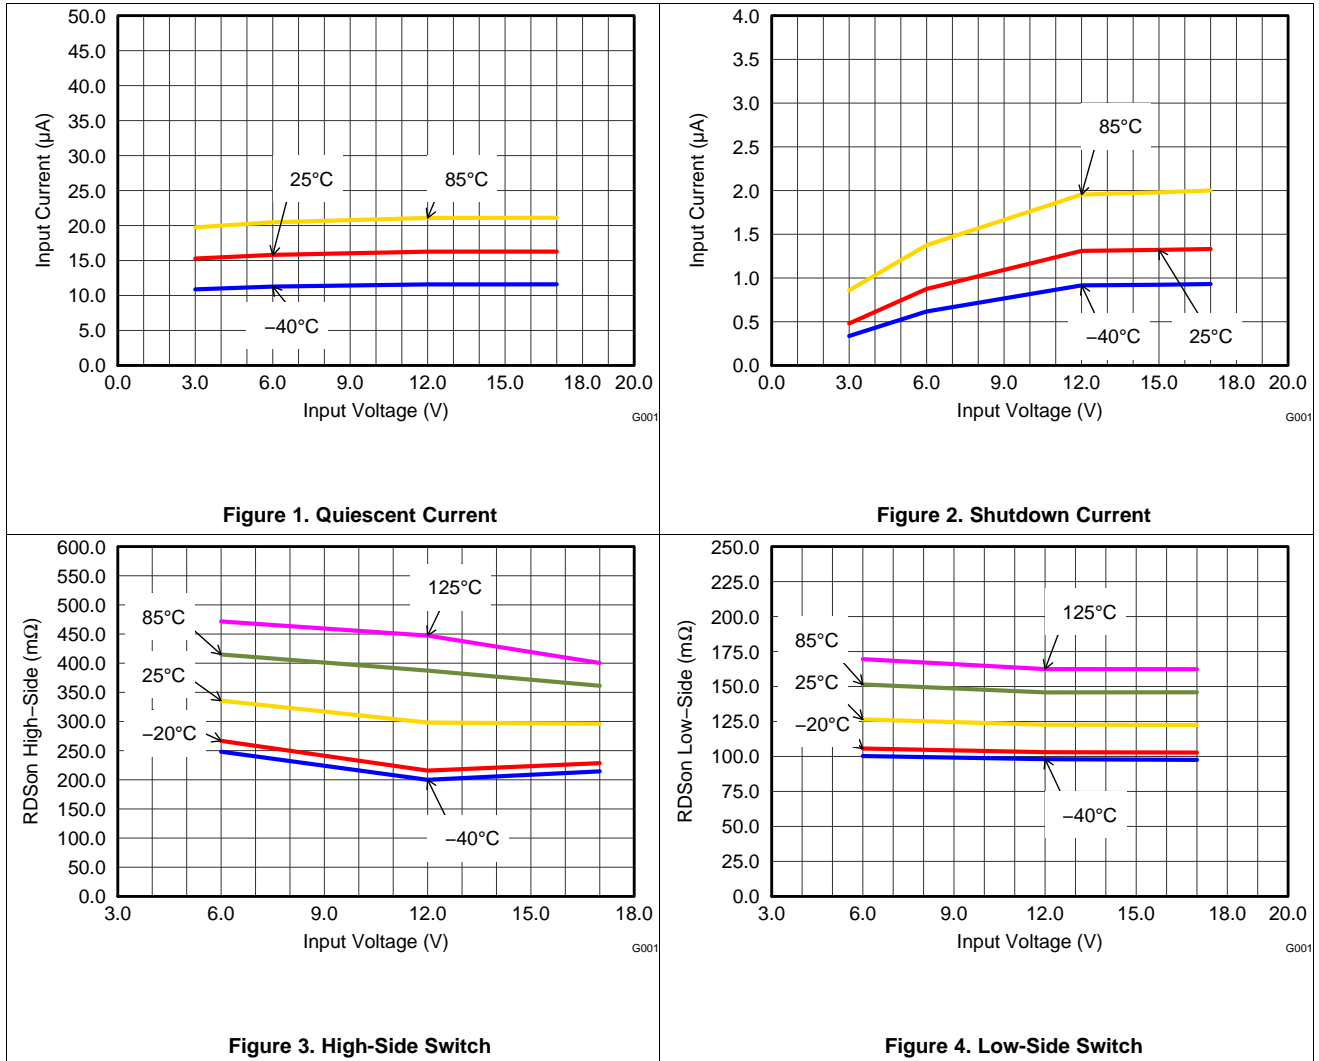 50.0
45.0
40.0
35.0
30.0
25.0
20.0
15.0
10.0
5.0
0.0
Input Current (μA)
25°C
85°C
−40°C
0.0 3.0 6.0 9.0 12.0 15.0 18.0 20.0
Input Voltage (V)
G001
Figure 1. Quiescent Current
4.0
3.5
3.0
2.5
2.0
1.5
1.0
0.5
0.0
Input Current (μA)
85°C
−40°C
25°C
0.0 3.0 6.0 9.0 12.0 15.0 18.0 20.0
Input Voltage (V)
G001
Figure 2. Shutdown Current
600.0
550.0
500.0
450.0
400.0
350.0
300.0
250.0
200.0
150.0
100.0
50.0
0.0
RDSon High−Side (mΩ)
125°C
85°C
25°C
−20°C
−40°C
3.0 6.0 9.0 12.0 15.0 18.0
Input Voltage (V)
G001
Figure 3. High-Side Switch
250.0
225.0
200.0
175.0
150.0
125.0
100.0
75.0
50.0
25.0
0.0
RDSon Low−Side (mΩ)
125°C
85°C
25°C
−20°C
−40°C
3.0 6.0 9.0 12.0 15.0 18.0 20.0
Input Voltage (V)
G001
Figure 4. Low-Side Switch